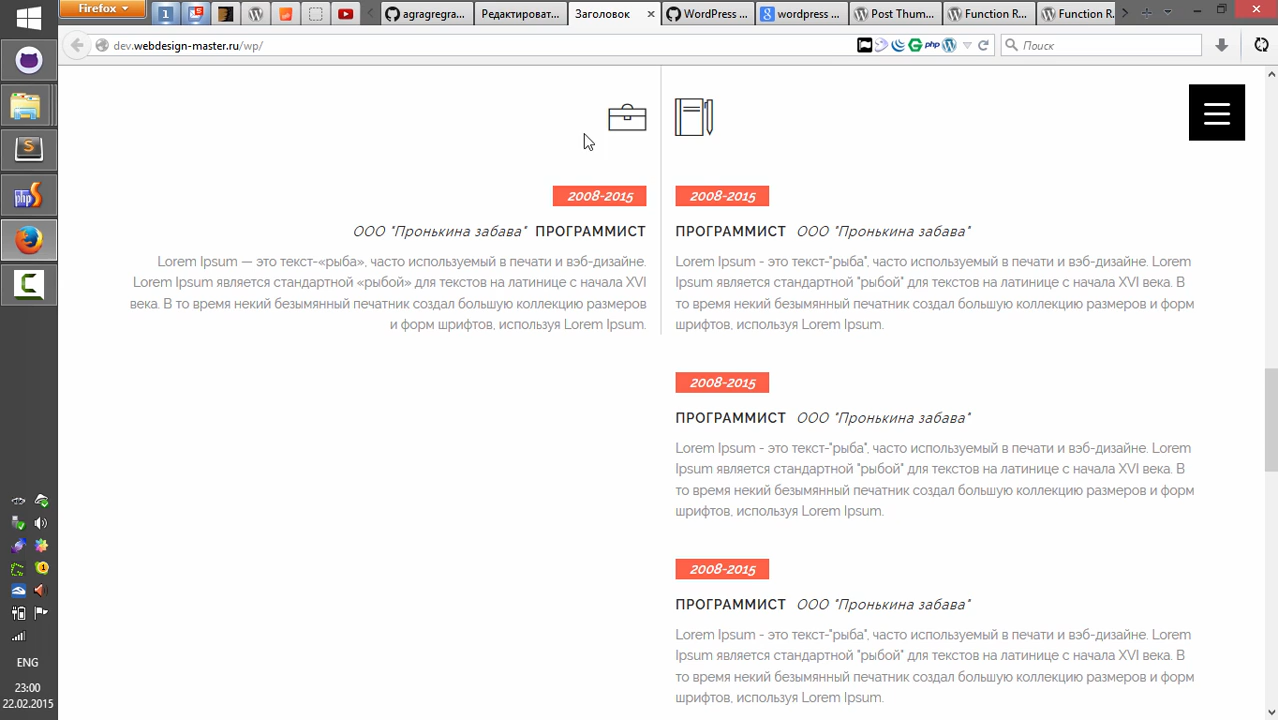 Firefox
agragregra...
Редактироват...
Заголовок
WordPress ...
wordpress ...
Post Thum...
Function R...
Function R
dev.webdesign-master.ru/wp/
php
Поиск
2008-2015
ООО "Пронькина забава" ПРОГРАММИСТ
Lorem Ipsum — это текст-«рыба», часто используемый в печати и вэб-дизайне.
Lorem Ipsum является стандартной «рыбой» для текстов на латинице с начала XVI
века. В то время некий безымянный печатник создал большую коллекцию размеров
и форм шрифтов, используя Lorem Ipsum.
2008-2015
ПРОГРАММИСТ ООО "Пронькина забава"
Lorem Ipsum - это текст-"рыба", часто используемый в печати и вэб-дизайне. Lorem
Ipsum является стандартной "рыбой" для текстов на латинице с начала XVI века. В
то время некий безымянный печатник создал большую коллекцию размеров и форм
шрифтов, используя Lorem Ipsum.
2008-2015
ПРОГРАММИСТ ООО "Пронькина забава"
Lorem Ipsum - это текст-"рыба", часто используемый в печати и вэб-дизайне. Lorem
Ipsum является стандартной "рыбой" для текстов на латинице с начала XVI века. В
то время некий безымянный печатник создал большую коллекцию размеров и форм
шрифтов, используя Lorem Ipsum.
2008-2015
ПРОГРАММИСТ ООО "Пронькина забава"
Lorem Ipsum - это текст-"рыба", часто используемый в печати и вэб-дизайне. Lorem
Ipsum является стандартной "рыбой" для текстов на латинице с начала XVI века. В
то время некий безымянный печатник создал большую коллекцию размеров и форм
шрифтов, используя Lorem Ipsum.
ENG
23:00
22.02.2015